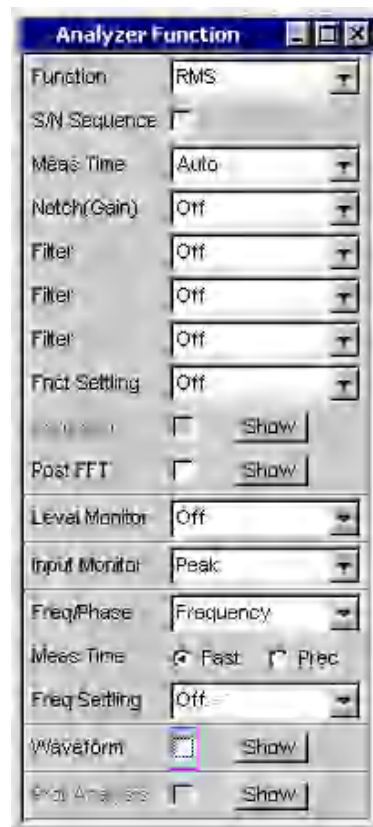 Analyzer Function
Function RMS
S/N Sequence
Meas Time Auto
Notch(Gain) Off
Filter Off
Filter Off
Filter Off
Fnct Settling Off
Show
Post FFT Show
Level Monitor Off
Input Monitor Peak
Freq/Phase Frequency
Meas Time Fast Prec
Freq Settling Off
Waveform Show
Show